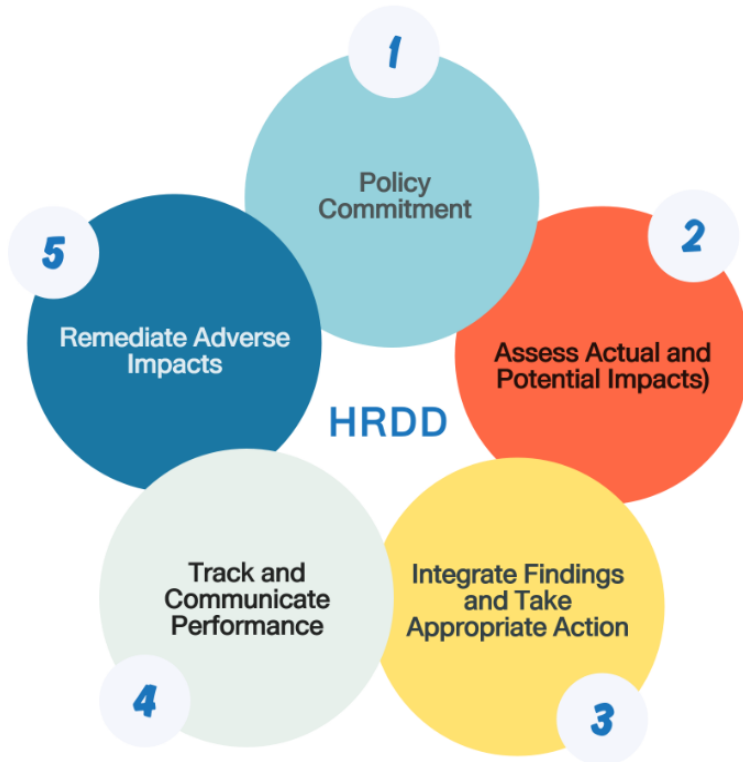 1
Policy
Commitment
2
Assess Actual and
Potential Impacts)
3
Integrate Findings
and Take
Appropriate Action
4
Track and
Communicate
Performance
5
Remediate Adverse
Impacts
HRDD